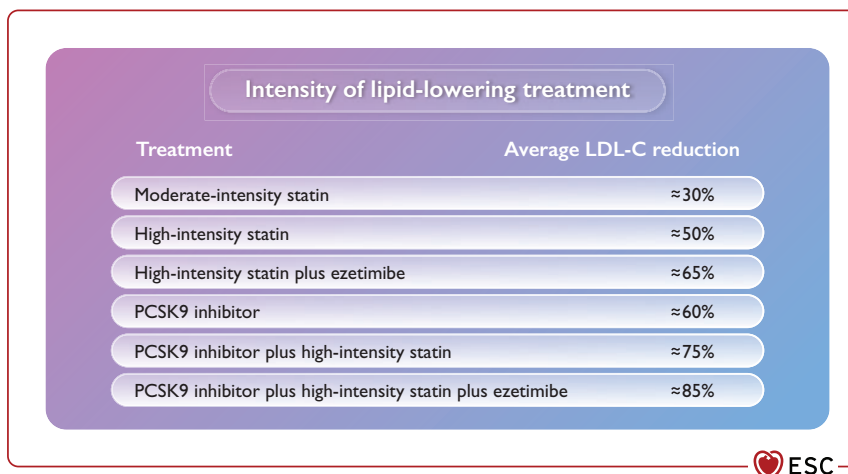 Intensity of lipid-lowering treatment
Treatment Average LDL-C reduction
Moderate-intensity statin ≈30%
High-intensity statin ≈50%
High-intensity statin plus ezetimibe ≈65%
PCSK9 inhibitor ≈60%
PCSK9 inhibitor plus high-intensity statin ≈75%
PCSK9 inhibitor plus high-intensity statin plus ezetimibe ≈85%
ESC